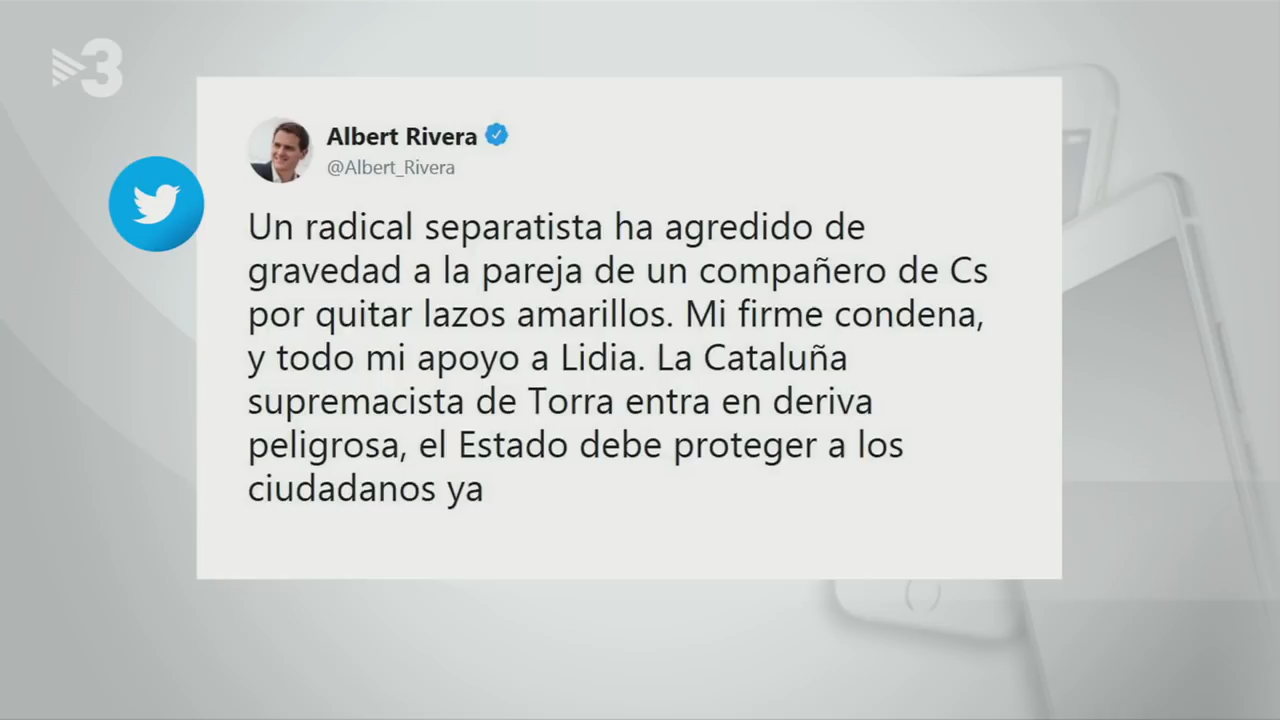 3
Albert Rivera
@Albert_Rivera
Un radical separatista ha agredido de
gravedad a la pareja de un compañero de Cs
por quitar lazos amarillos. Mi firme condena,
y todo mi apoyo a Lidia. La Cataluña
supremacista de Torra entra en deriva
peligrosa, el Estado debe proteger a los
ciudadanos ya